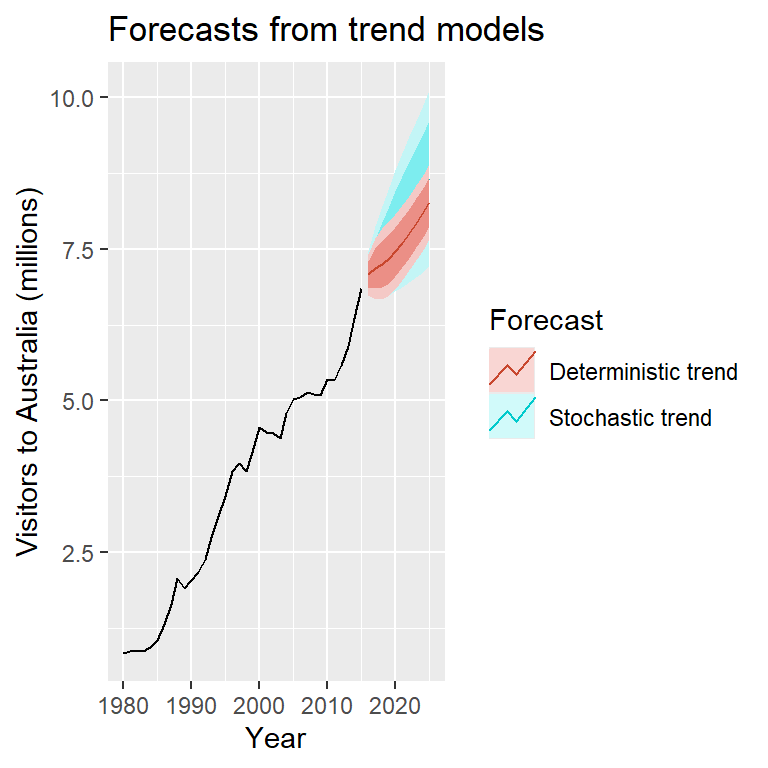 Forecasts from trend models
10.0
7.5
5.0
2.5
Visitors to Australia (millions)
1980 1990 2000 2010 2020
Year
Forecast
Deterministic trend
Stochastic trend